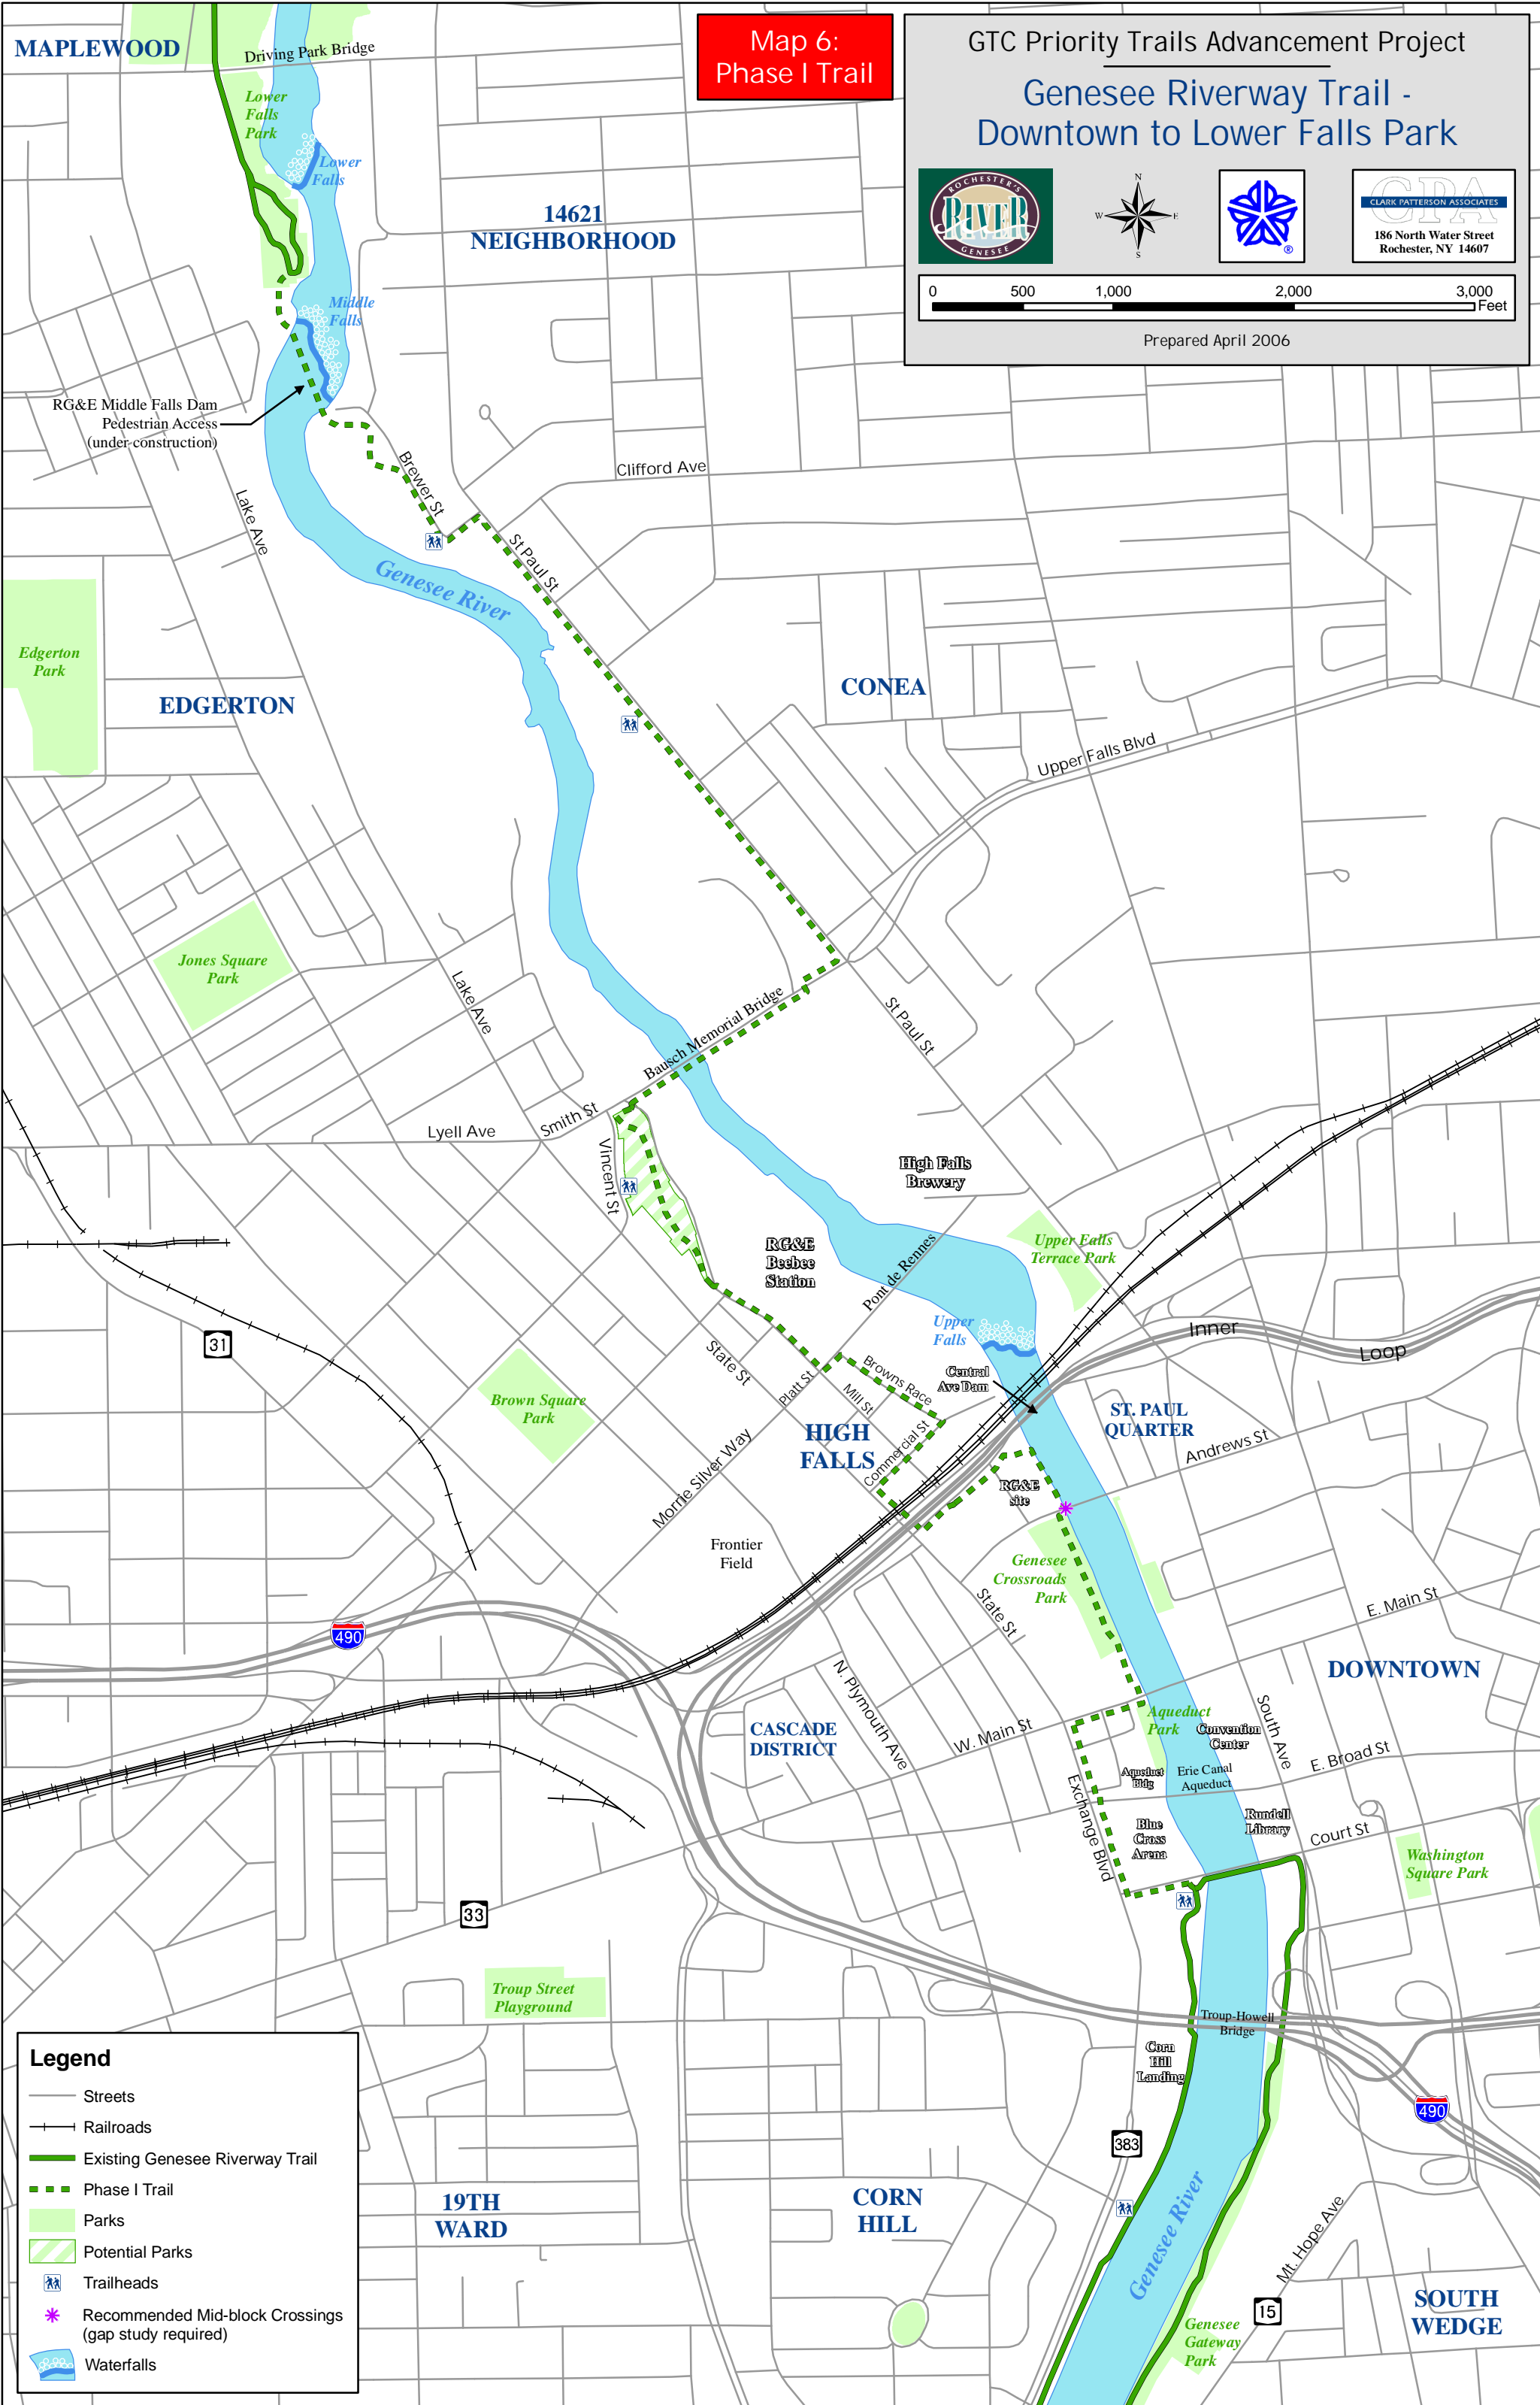 MAPLEWOOD
Driving Park Bridge
Map 6:
Phase I Trail
GTC Priority Trails Advancement Project
Genesee Riverway Trail -
Downtown to Lower Falls Park
ROCHESTER'S
RIVER
GENESEE
N
W
E
S
®
CPA
CLARK PATTERSON ASSOCIATES
186 North Water Street
Rochester, NY 14607
0
500
1,000
2,000
3,000
Feet
Prepared April 2006
Lower
Falls
Park
Lower
Falls
14621
NEIGHBORHOOD
Middle
Falls
RG&E Middle Falls Dam
Pedestrian Access
(under construction)
Brewer St
Clifford Ave
Lake Ave
St Paul St
Genesee River
Edgerton
Park
EDGERTON
CONEA
Upper Falls Blvd
Jones Square
Park
Lake Ave
Bausch Memorial Bridge
St Paul St
Lyell Ave
Smith St
Vincent St
High Falls
Brewery
RG&E
Beebee
Station
Pont de Rennes
Upper Falls
Terrace Park
Upper
Falls
Inner
Loop
31
State St
Platt St
Browns Race
Mill St
Central
Ave Dam
Brown Square
Park
HIGH
FALLS
Commercial St
ST. PAUL
QUARTER
Andrews St
Morrie Silver Way
RG&E
site
Frontier
Field
Genesee
Crossroads
Park
State St
E. Main St
490
N. Plymouth Ave
DOWNTOWN
CASCADE
DISTRICT
W. Main St
Aqueduct
Park
Convention
Center
South Ave
E. Broad St
Aqueduct
Bldg
Erie Canal
Aqueduct
Exchange Blvd
Blue
Cross
Arena
Rundell
Library
Court St
Washington
Square Park
33
Troup Street
Playground
Troup-Howell
Bridge
Corn
Hill
Landing
490
383
19TH
WARD
CORN
HILL
Genesee River
Mt. Hope Ave
15
SOUTH
WEDGE
Genesee
Gateway
Park
Legend
Streets
Railroads
Existing Genesee Riverway Trail
Phase I Trail
Parks
Potential Parks
Trailheads
Recommended Mid-block Crossings
(gap study required)
Waterfalls